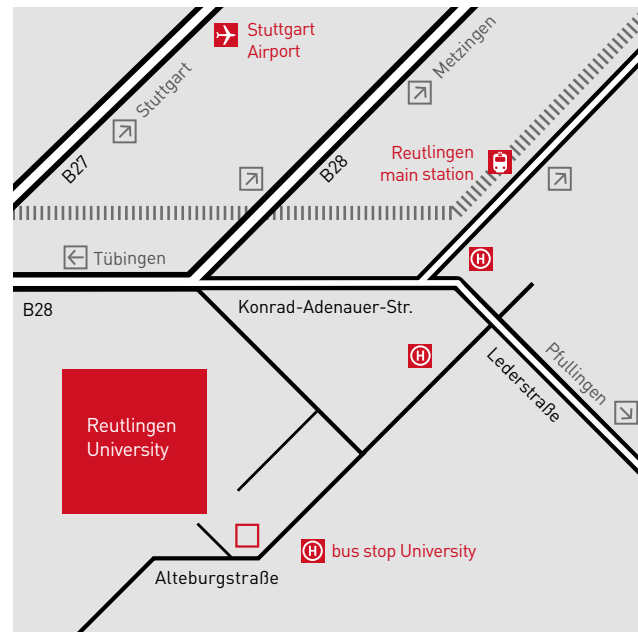 Stuttgart
Airport
Metzingen
Stuttgart
B27
B28
Reutlingen
main station
Tübingen
H
B28
Konrad-Adenauer-Str.
H
Lederstraße
Pfullingen
Reutlingen
University
H bus stop University
Alteburgstraße